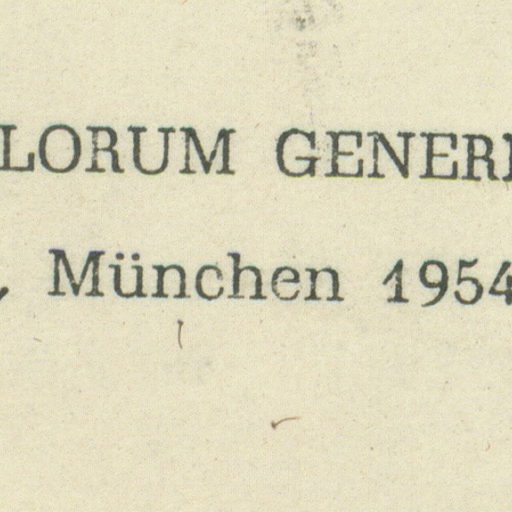 LORUM GENER
, München 1954